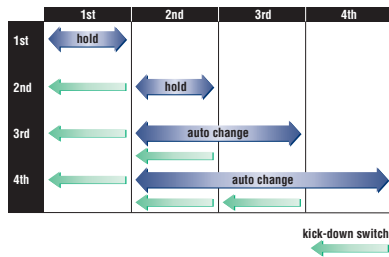 1st 2nd 3rd 4th
1st hold
2nd hold
3rd auto change
4th auto change
kick-down switch